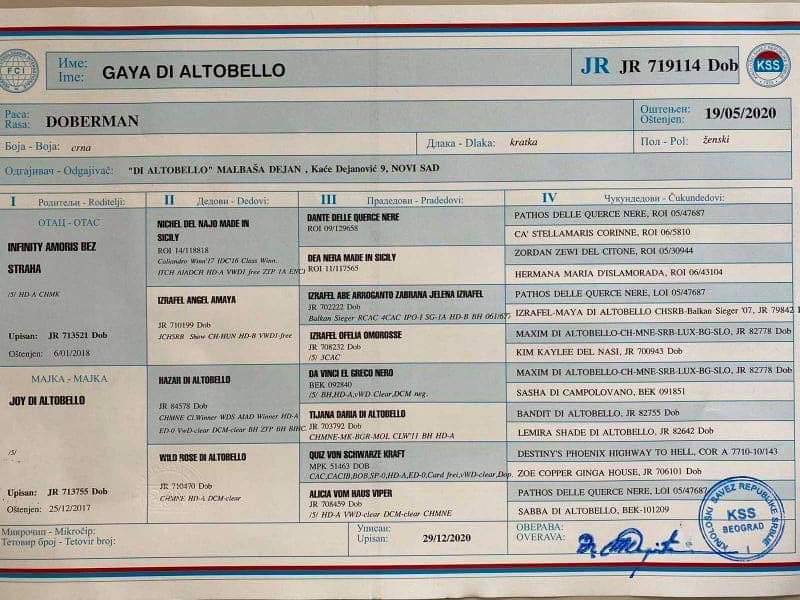 FCI
Име:
Ime:
GAYA DI ALTOBELLO
JR JR 719114 Dob
KSS
Раса:
Rasa:
DOBERMAN
Оштењен:
Oštenjen:
19/05/2020
Боја - Boja: crna
Длака - Dlaka: kratka
Пол - Pol: ženski
Одгајивач - Odgajivač: "DI ALTOBELLO" MALBAŠA DEJAN , Kaće Dejanović 9, NOVI SAD
I Родитељи - Roditelji:
II Дедови - Dedovi:
III Прадедови - Pradedovi:
IV Чукундедови - Čukundedovi:
ОТАЦ - OTAC
INFINITY AMORIS BEZ
STRAHA
/5/ HD-A CHMK
Upisan: JR 713521 Dob
Oštenjen: 6/01/2018
МАЈКА - MAJKA
JOY DI ALTOBELLO
/5/
Upisan: JR 713755 Dob
Oštenjen: 25/12/2017
NICHEL DEL NAJO MADE IN
SICILY
ROI 14/118818
Coliandro Winn'17 IDC'16 Class Winn.
ITCH AIADCH HD-A VWD1 free ZTP 1A ENCI
IZRAFEL ANGEL AMAYA
JR 710199 Dob
JCHSRB Show CH-HUN HD-B VWD1-free
HAZAR DI ALTOBELLO
JR 84578 Dob
CHMNE Cl.Winner WDS AIAD Winner HD-A
ED-0 VwD-clear DCM-clear BH ZTP BH BIHC
WILD ROSE DI ALTOBELLO
JR 710470 Dob
CHMNE HD-A DCM-clear
DANTE DELLE QUERCE NERE
ROI 09/129658
DEA NERA MADE IN SICILY
ROI 11/117565
IZRAFEL ABE ARROGANTO ZABRANA JELENA IZRAFEL
JR 702222 Dob
Balkan Sieger RCAC 4CAC IPO-I SG-1A HD-B BH
IZRAFEL OFELIA OMOROSSE
JR 708232 Dob
/5/ 3CAC
DA VINCI EL GRECO NERO
BEK 092840
/5/ BH,HD-A,vWD Clear,DCM neg.
TIJANA DARIA DI ALTOBELLO
JR 703792 Dob
CHMNE-MK-BGR-MOL CLW'11 BH HD-A
QUIZ VON SCHWARZE KRAFT
MPK 51463 DOB
CAC,CACIB,BOB,SP-0,HD-A,ED-0,Card frei,vWD-clear,Dop.
ALICIA VOM HAUS VIPER
JR 708459 Dob
/5/ HD-A VWD-clear DCM-clear CHMNE
PATHOS DELLE QUERCE NERE, ROI 05/47687
CA' STELLAMARIS CORINNE, ROI 06/5810
ZORDAN ZEWI DEL CITONE, ROI 05/30944
HERMANA MARIA D'ISLAMORADA, ROI 06/43104
PATHOS DELLE QUERCE NERE, LOI 05/47687
IZRAFEL-MAYA DI ALTOBELLO CHSRB-Balkan Sieger '07, JR 79842
MAXIM DI ALTOBELLO-CH-MNE-SRB-LUX-BG-SLO, JR 82778 Dob
KIM KAYLEE DEL NASI, JR 700943 Dob
MAXIM DI ALTOBELLO-CH-MNE-SRB-LUX-BG-SLO, JR 82778 Dob
SASHA DI CAMPOLOVANO, BEK 091851
BANDIT DI ALTOBELLO, JR 82755 Dob
LEMIRA SHADE DI ALTOBELLO, JR 82642 Dob
DESTINY'S PHOENIX HIGHWAY TO HELL, COR A 7710-10/143
ZOE COPPER GINGA HOUSE, JR 706101 Dob
PATHOS DELLE QUERCE NERE, LOI 05/47687
SABBA DI ALTOBELLO, BEK-101209
Микрочип - Mikročip:
Тетовир број - Tetovir broj:
Уписан:
Upisan:
29/12/2020
ОВЕРАВА:
OVERAVA:
KINOLOŠKI SAVEZ REPUBLIKE SRBIJE
KSS
BEOGRAD
1